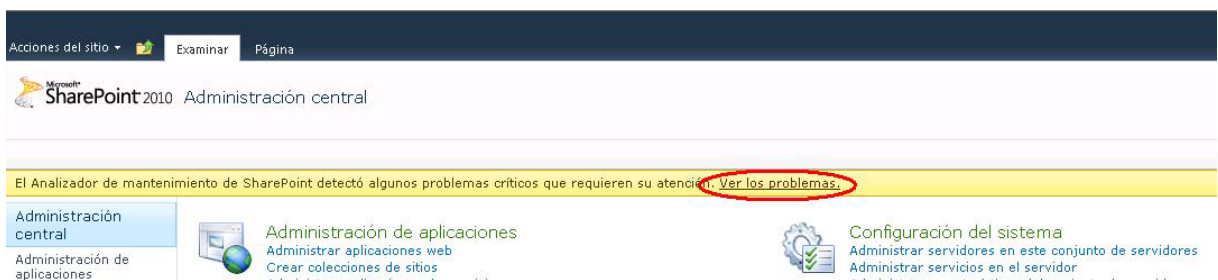 Acciones del sitio
Examinar
Página
Microsoft
SharePoint 2010 Administración central
El Analizador de mantenimiento de SharePoint detectó algunos problemas críticos que requieren su atención. Ver los problemas.
Administración
central
Administración de
aplicaciones
Administración de aplicaciones
Administrar aplicaciones web
Crear colecciones de sitios
Configuración del sistema
Administrar servidores en este conjunto de servidores
Administrar servicios en el servidor